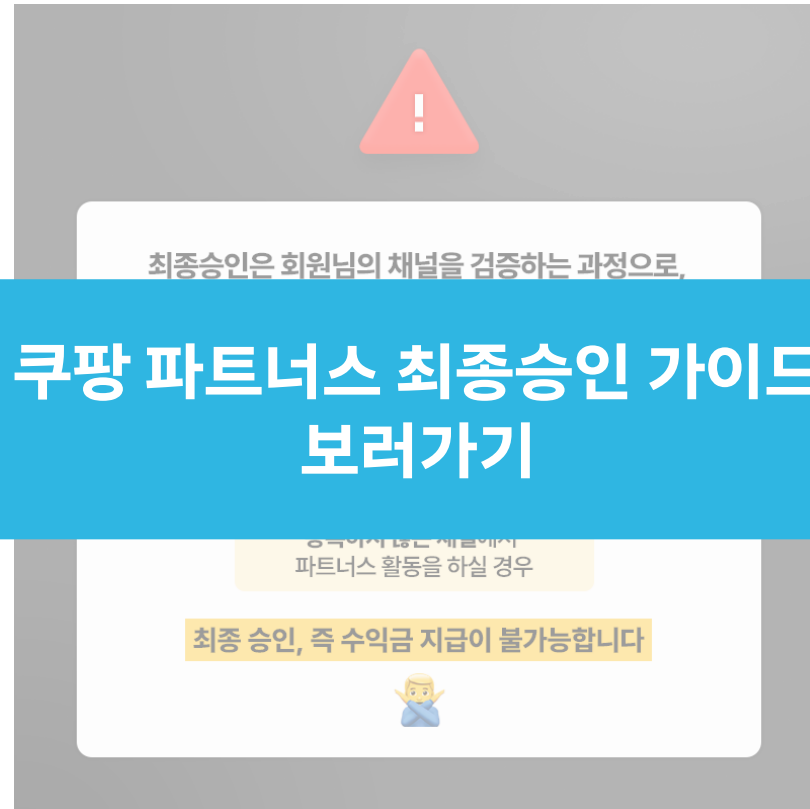 !
최종승인은 회원님의 채널을 검증하는 과정으로,
쿠팡 파트너스 최종승인 가이드
보러가기
파트너스 활동을 하실 경우
최종 승인, 즉 수익금 지급이 불가능합니다